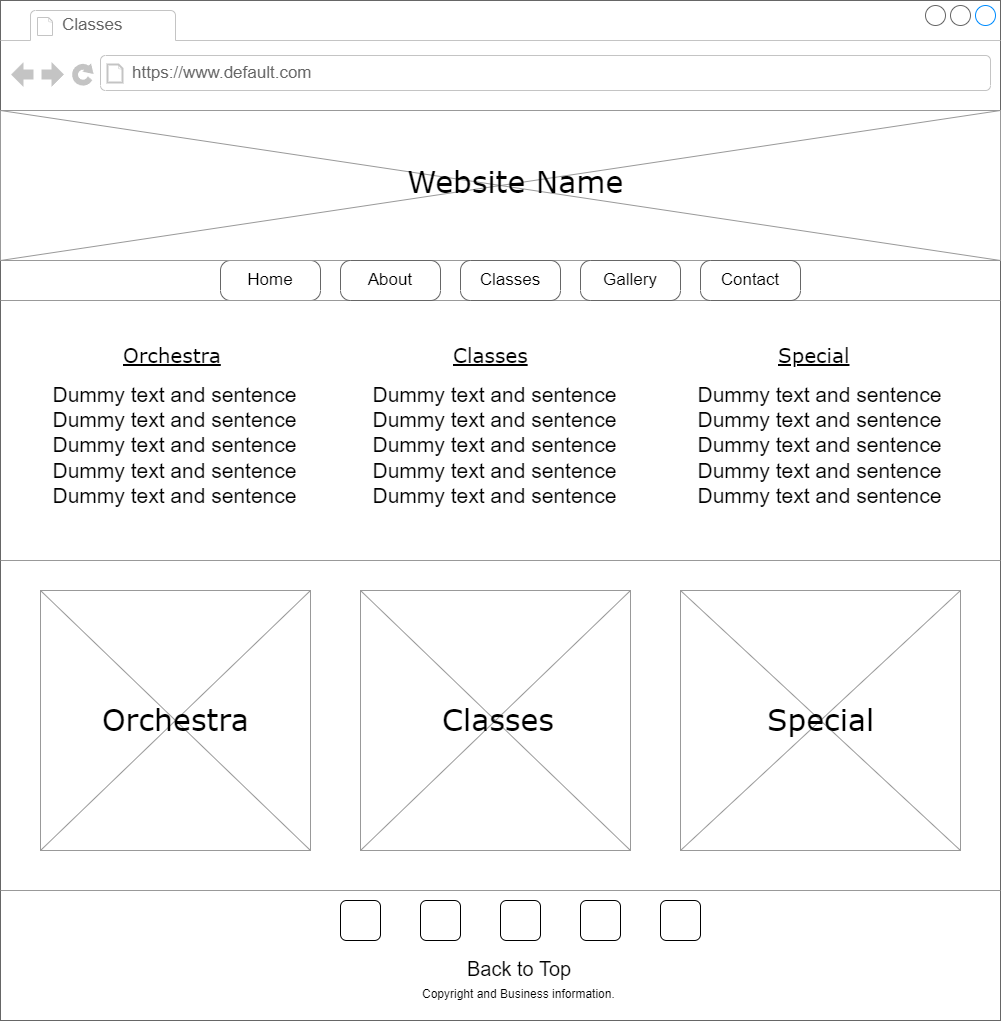 Classes
https://www.default.com
Website Name
Home About Classes Gallery Contact
Orchestra
Dummy text and sentence
Dummy text and sentence
Dummy text and sentence
Dummy text and sentence
Dummy text and sentence
Classes
Dummy text and sentence
Dummy text and sentence
Dummy text and sentence
Dummy text and sentence
Dummy text and sentence
Special
Dummy text and sentence
Dummy text and sentence
Dummy text and sentence
Dummy text and sentence
Dummy text and sentence
Orchestra
Classes
Special
Back to Top
Copyright and Business information.